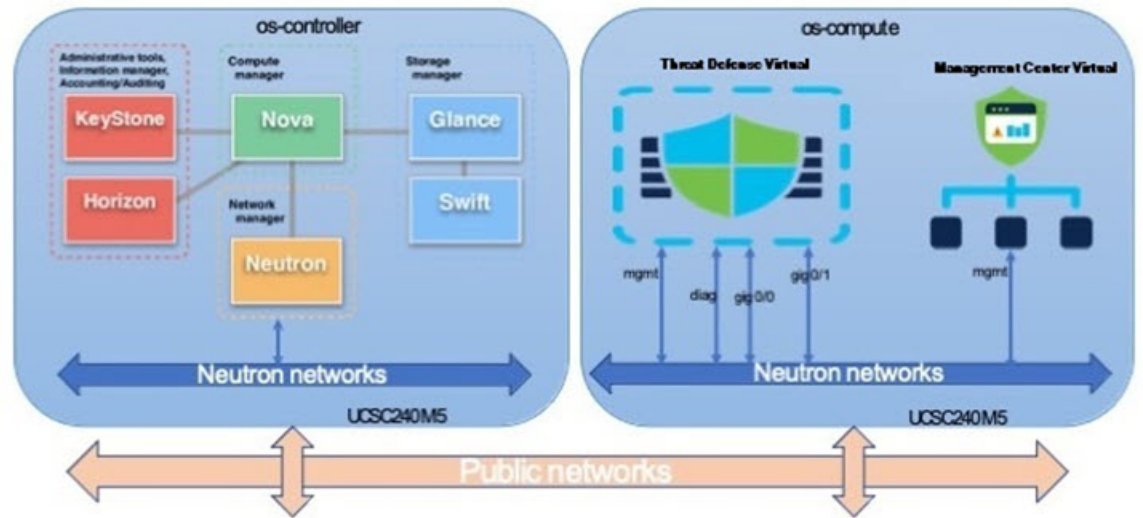 os-controller
Administrative tools,
Information manager,
Accounting/Auditing
Compute
manager
Storage
manager
KeyStone
Nova
Glance
Horizon
Swift
Network
manager
Neutron
Neutron networks
UCSC240M5
os-compute
Threat Defense Virtual
Management Center Virtual
mgmt
diag
gig0/0
gig0/1
mgmt
Neutron networks
UCSC240M5
Public networks